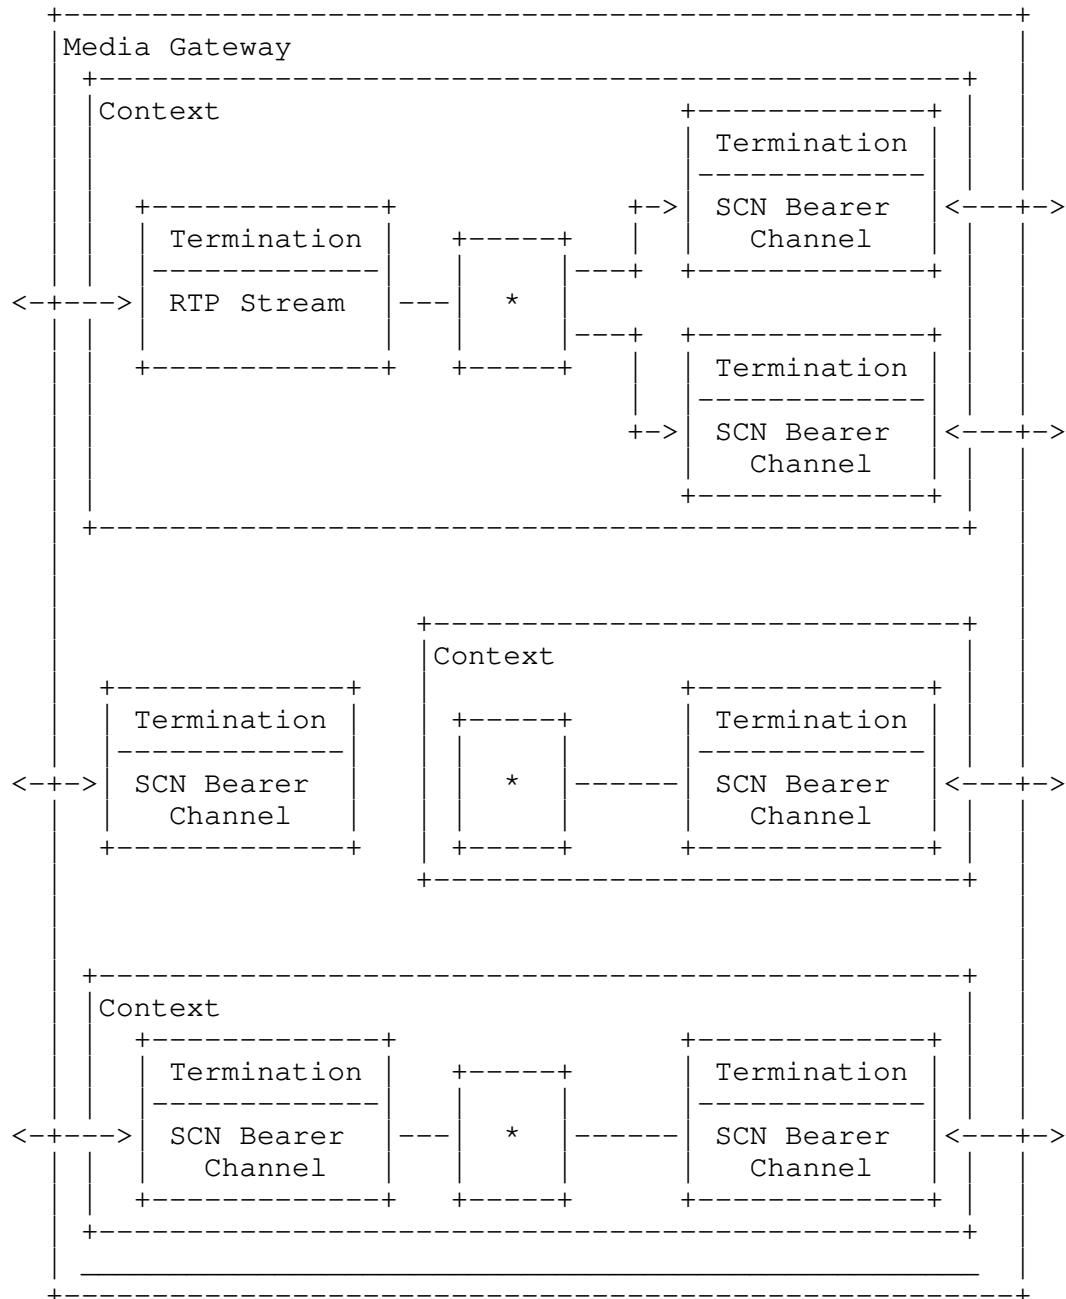 Media Gateway
Context
Termination
SCN Bearer
Channel
Termination
RTP Stream
*
Termination
SCN Bearer
Channel
Context
Termination
SCN Bearer
Channel
*
Termination
SCN Bearer
Channel
Context
Termination
SCN Bearer
Channel
*
Termination
SCN Bearer
Channel